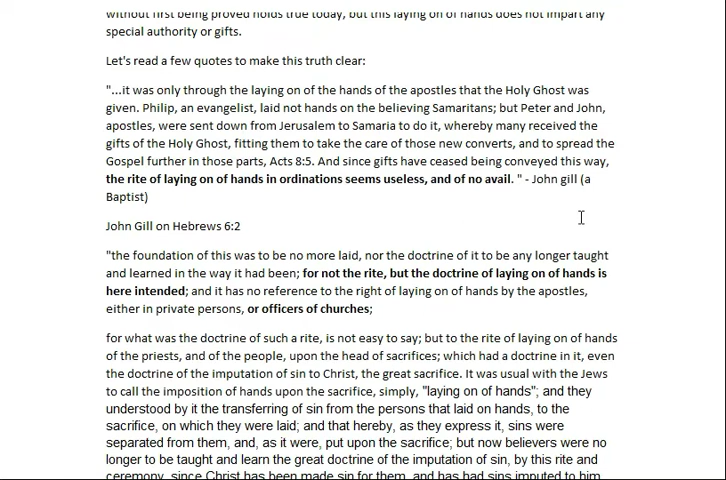 without first being proved holds true today, but this laying on of hands does not impart any
special authority or gifts.
Let's read a few quotes to make this truth clear:
"...it was only through the laying on of the hands of the apostles that the Holy Ghost was
given. Philip, an evangelist, laid not hands on the believing Samaritans; but Peter and John,
apostles, were sent down from Jerusalem to Samaria to do it, whereby many received the
gifts of the Holy Ghost, fitting them to take the care of those new converts, and to spread the
Gospel further in those parts, Acts 8:5. And since gifts have ceased being conveyed this way,
the rite of laying on of hands in ordinations seems useless, and of no avail. " - John gill (a
Baptist)
John Gill on Hebrews 6:2
"the foundation of this was to be no more laid, nor the doctrine of it to be any longer taught
and learned in the way it had been; for not the rite, but the doctrine of laying on of hands is
here intended; and it has no reference to the right of laying on of hands by the apostles,
either in private persons, or officers of churches;
for what was the doctrine of such a rite, is not easy to say; but to the rite of laying on of hands
of the priests, and of the people, upon the head of sacrifices; which had a doctrine in it, even
the doctrine of the imputation of sin to Christ, the great sacrifice. It was usual with the Jews
to call the imposition of hands upon the sacrifice, simply, "laying on of hands"; and they
understood by it the transferring of sin from the persons that laid on hands, to the
sacrifice, on which they were laid; and that hereby, as they express it, sins were
separated from them, and, as it were, put upon the sacrifice; but now believers were no
longer to be taught and learn the great doctrine of the imputation of sin, by this rite and
ceremony, since Christ has been made sin for them, and has had sins imputed to him